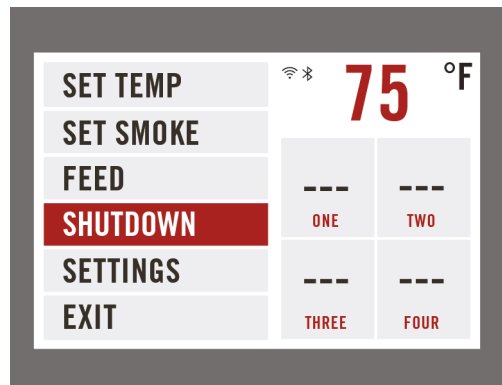 SET TEMP
SET SMOKE
FEED
SHUTDOWN
SETTINGS
EXIT
75 °F
---
ONE
---
TWO
---
THREE
---
FOUR